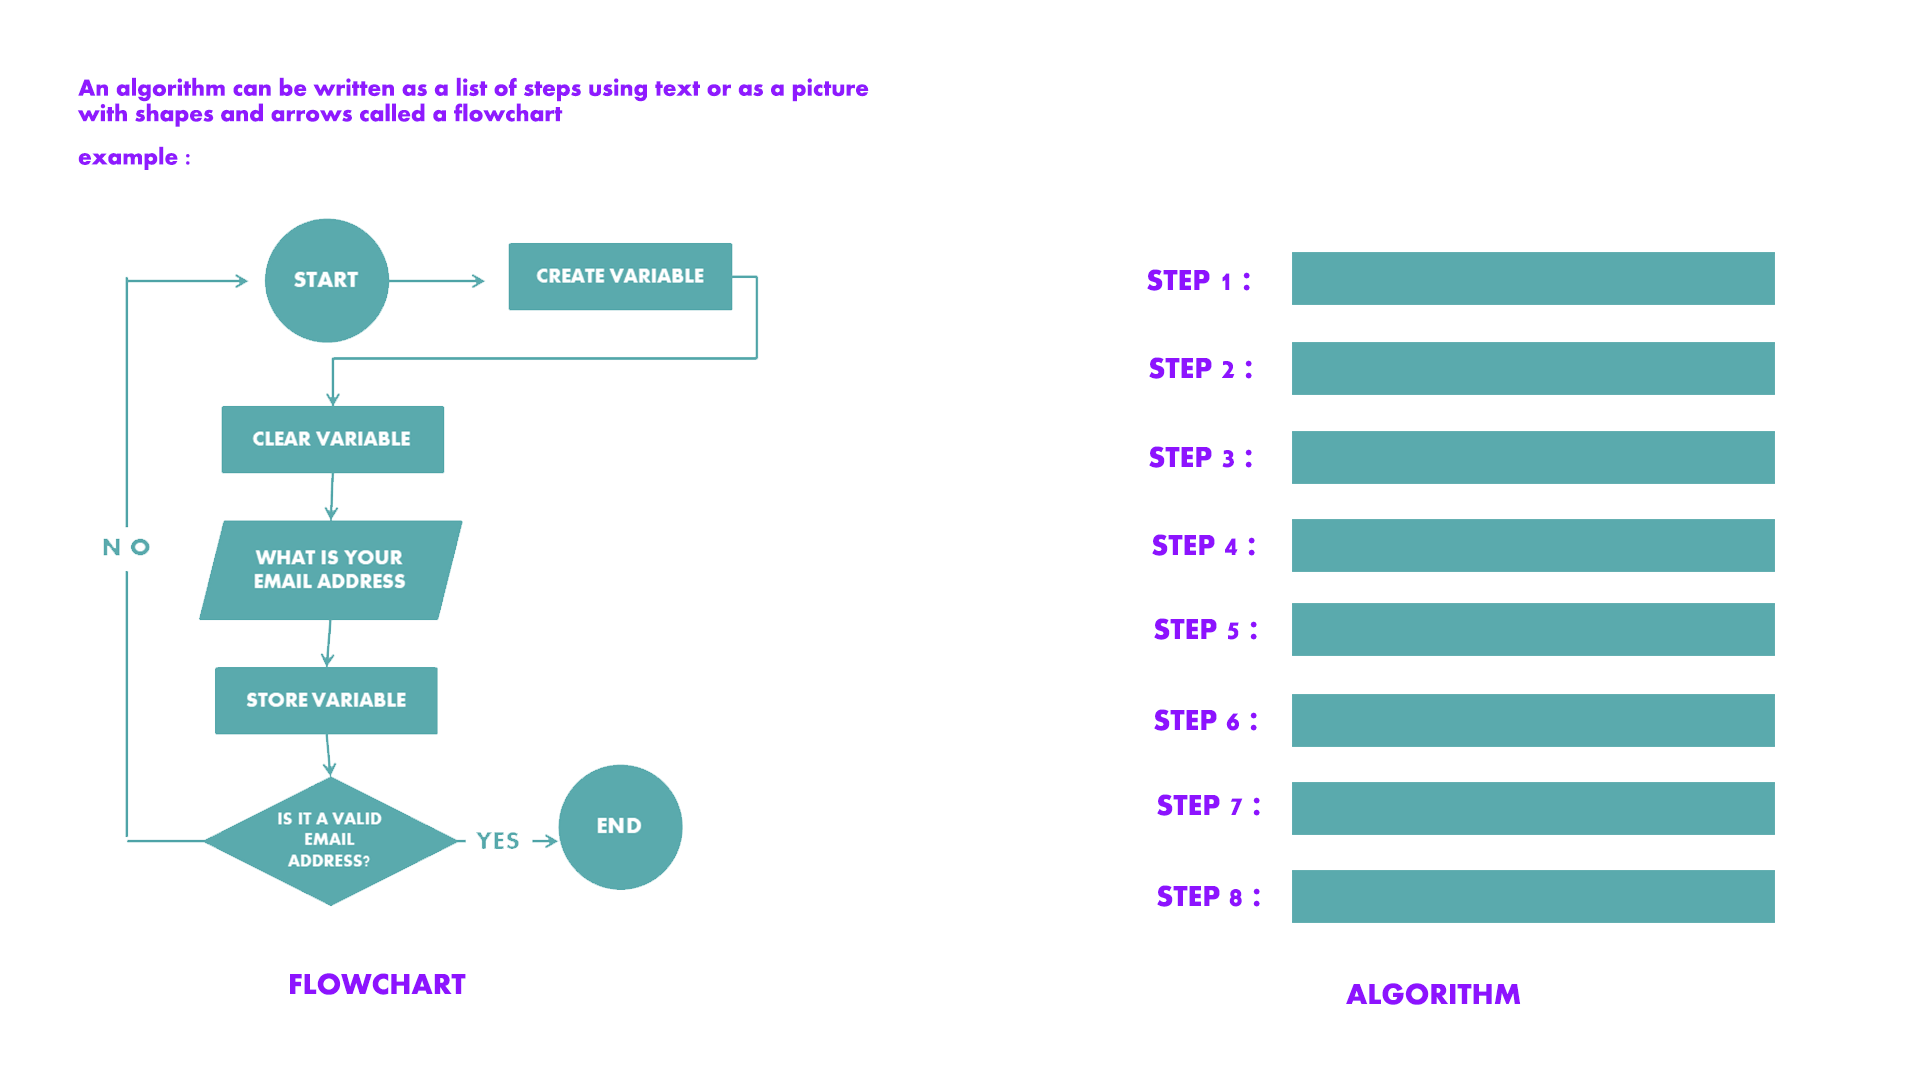 An algorithm can be written as a list of steps using text or as a picture
with shapes and arrows called a flowchart
example :
START
CREATE VARIABLE
CLEAR VARIABLE
NO
WHAT IS YOUR
EMAIL ADDRESS
STORE VARIABLE
IS IT A VALID
EMAIL
ADDRESS?
YES
END
FLOWCHART
STEP 1 :
STEP 2 :
STEP 3 :
STEP 4 :
STEP 5 :
STEP 6 :
STEP 7 :
STEP 8 :
ALGORITHM